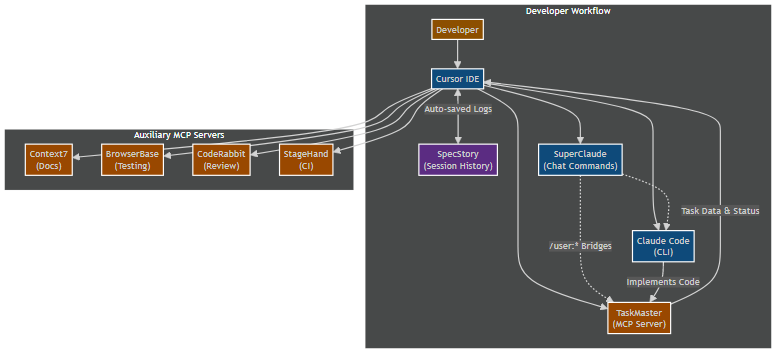 Developer Workflow
Developer
Cursor IDE
Auto-saved Logs
Auxiliary MCP Servers
Context7
(Docs)
BrowserBase
(Testing)
CodeRabbit
(Review)
StageHand
(CI)
SpecStory
(Session History)
SuperClaude
(Chat Commands)
Task Data & Status
/user:* Bridges
Claude Code
(CLI)
Implements Code
TaskMaster
(MCP Server)